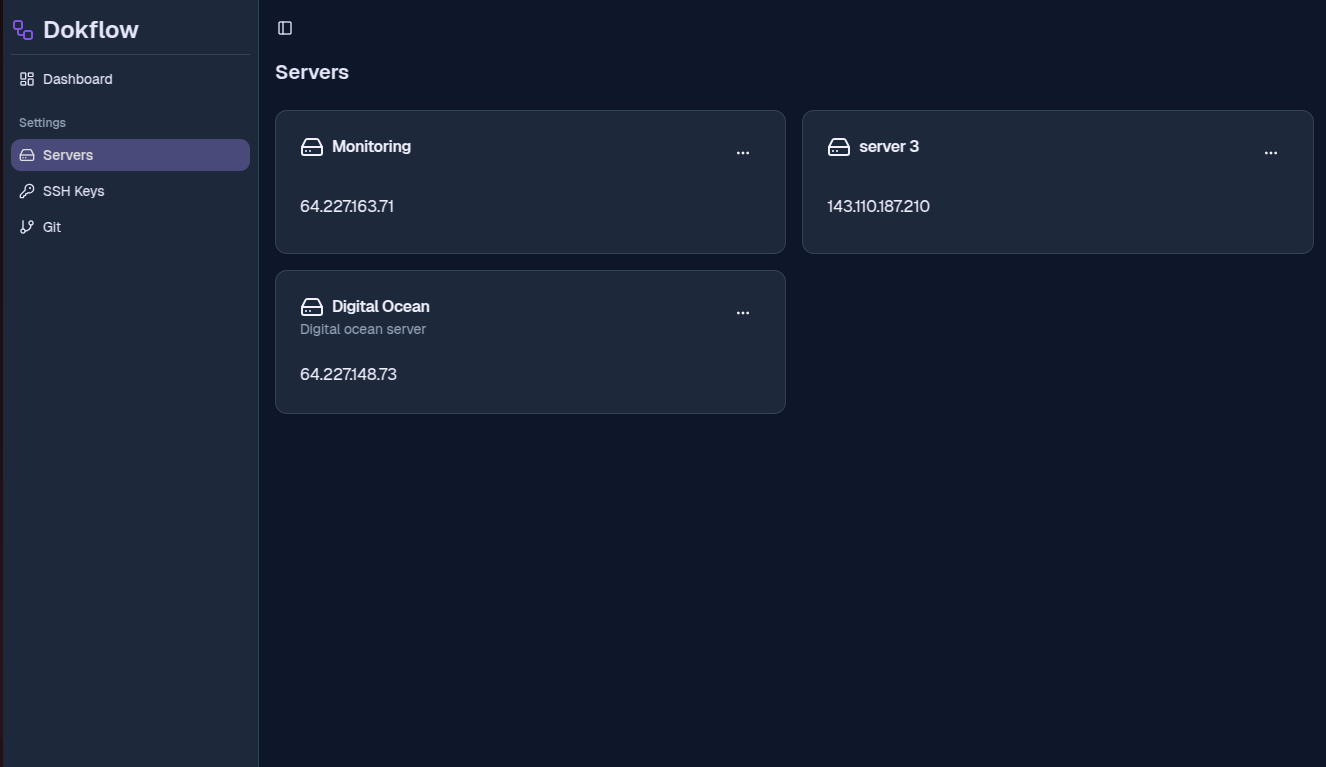 Dokflow
Dashboard
Settings
Servers
SSH Keys
Git
Servers
Monitoring
64.227.163.71
server 3
143.110.187.210
Digital Ocean
Digital ocean server
64.227.148.73